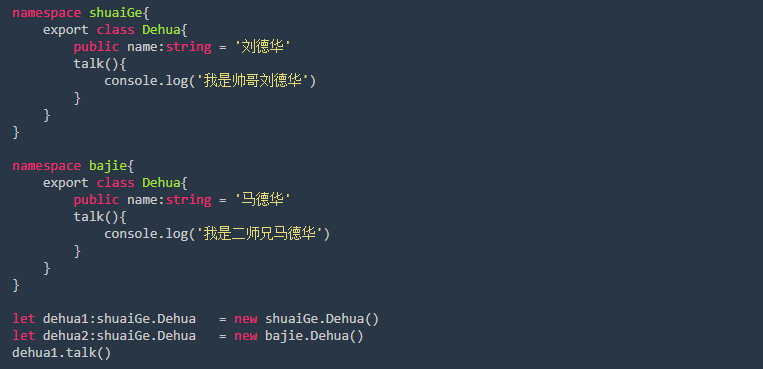 namespace shuaiGe{
    export class Dehua{
        public name:string = '刘德华'
        talk(){
            console.log('我是帅哥刘德华')
        }
    }
}

namespace bajie{
    export class Dehua{
        public name:string = '马德华'
        talk(){
            console.log('我是二师兄马德华')
        }
    }
}

let dehua1:shuaiGe.Dehua   = new shuaiGe.Dehua()
let dehua2:shuaiGe.Dehua   = new bajie.Dehua()
dehua1.talk()